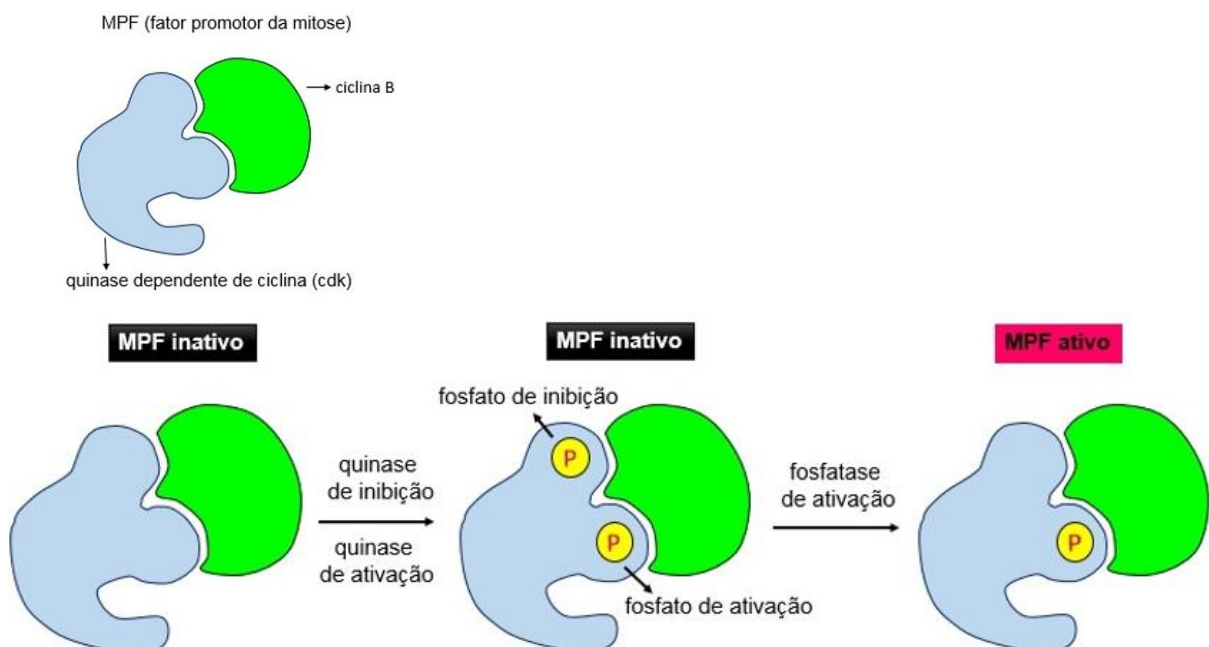 MPF (fator promotor da mitose)
ciclina B
quinase dependente de ciclina (cdk)
MPF inativo
MPF inativo
MPF ativo
fosfato de inibição
P
quinase
de inibição
quinase
de ativação
P
fosfato de ativação
fosfatase
de ativação
P